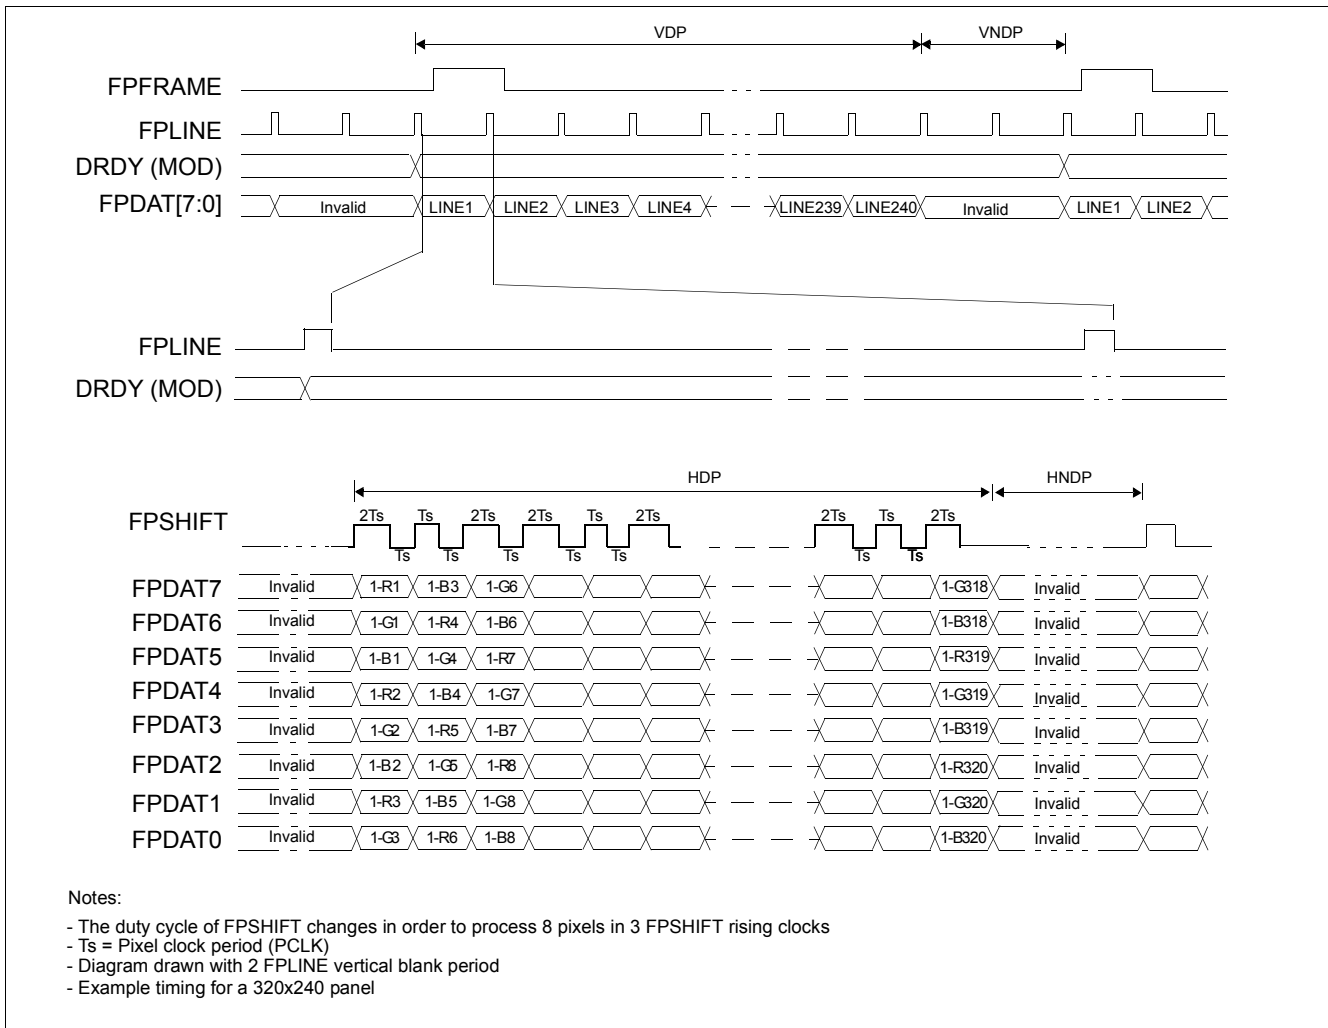 VDP VNDP
FPFRAME
FPLINE
DRDY (MOD)
FPDAT[7:0] Invalid LINE1 LINE2 LINE3 LINE4 LINE239 LINE240 Invalid LINE1 LINE2
FPLINE
DRDY (MOD)
HDP HNDP
FPSHIFT 2Ts Ts 2Ts 2Ts Ts 2Ts 2Ts Ts 2Ts
Ts Ts Ts Ts Ts Ts Ts
FPDAT7 Invalid 1-R1 1-B3 1-G6 1-G318 Invalid
FPDAT6 Invalid 1-G1 1-R4 1-B6 1-B318 Invalid
FPDAT5 Invalid 1-B1 1-G4 1-R7 1-R319 Invalid
FPDAT4 Invalid 1-R2 1-B4 1-G7 1-G319 Invalid
FPDAT3 Invalid 1-G2 1-R5 1-B7 1-B319 Invalid
FPDAT2 Invalid 1-B2 1-G5 1-R8 1-R320 Invalid
FPDAT1 Invalid 1-R3 1-B5 1-G8 1-G320 Invalid
FPDAT0 Invalid 1-G3 1-R6 1-B8 1-B320 Invalid
Notes:
- The duty cycle of FPSHIFT changes in order to process 8 pixels in 3 FPSHIFT rising clocks
- Ts = Pixel clock period (PCLK)
- Diagram drawn with 2 FPLINE vertical blank period
- Example timing for a 320x240 panel